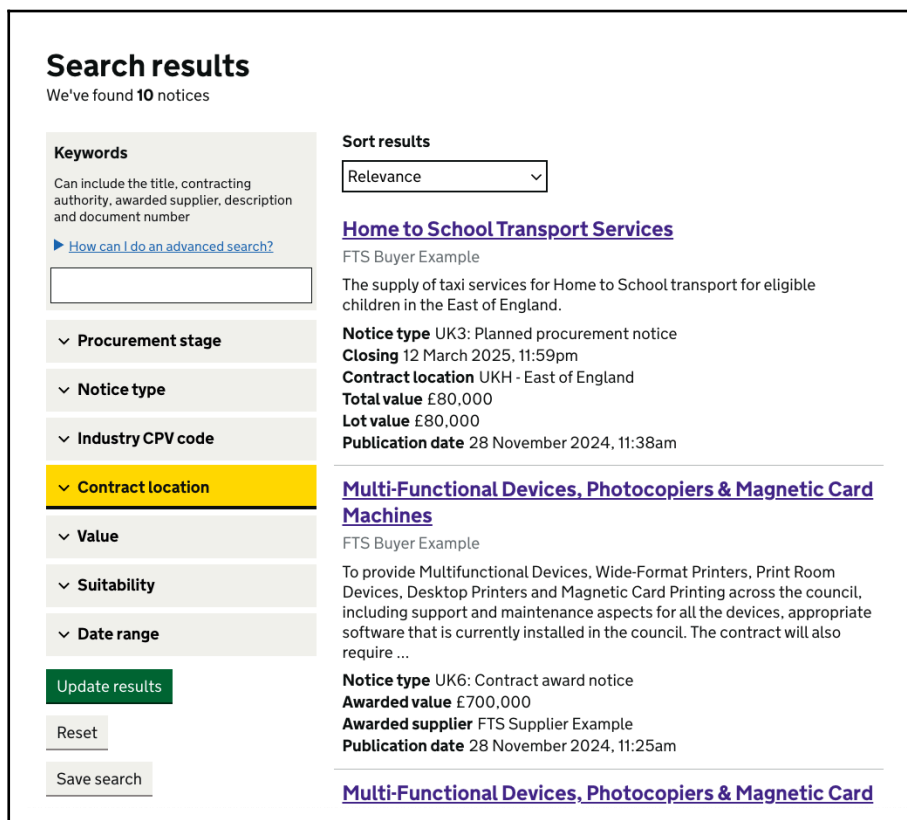 Search results
We've found 10 notices
Keywords
Can include the title, contracting
authority, awarded supplier, description
and document number
How can I do an advanced search?
Procurement stage
Notice type
Industry CPV code
Contract location
Value
Suitability
Date range
Update results
Reset
Save search
Sort results
Relevance
Home to School Transport Services
FTS Buyer Example
The supply of taxi services for Home to School transport for eligible
children in the East of England.
Notice type UK3: Planned procurement notice
Closing 12 March 2025, 11:59pm
Contract location UKH - East of England
Total value £80,000
Lot value £80,000
Publication date 28 November 2024, 11:38am
Multi-Functional Devices, Photocopiers & Magnetic Card
Machines
FTS Buyer Example
To provide Multifunctional Devices, Wide-Format Printers, Print Room
Devices, Desktop Printers and Magnetic Card Printing across the council,
including support and maintenance aspects for all the devices, appropriate
software that is currently installed in the council. The contract will also
require ...
Notice type UK6: Contract award notice
Awarded value £700,000
Awarded supplier FTS Supplier Example
Publication date 28 November 2024, 11:25am
Multi-Functional Devices, Photocopiers & Magnetic Card